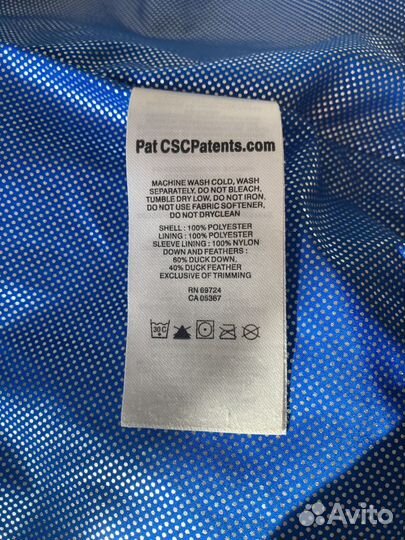 Pat CSCPatents.com
MACHINE WASH COLD, WASH
SEPARATELY. DO NOT BLEACH,
TUMBLE DRY LOW, DO NOT IRON,
DO NOT USE FABRIC SOFTENER,
DO NOT DRYCLEAN
SHELL : 100% POLYESTER
LINING : 100% POLYESTER
SLEEVE LINING : 100% NYLON
DOWN AND FEATHERS :
60% DUCK DOWN,
40% DUCK FEATHER
EXCLUSIVE OF TRIMMING
RN 69724
CA 05367
30 C
Avito